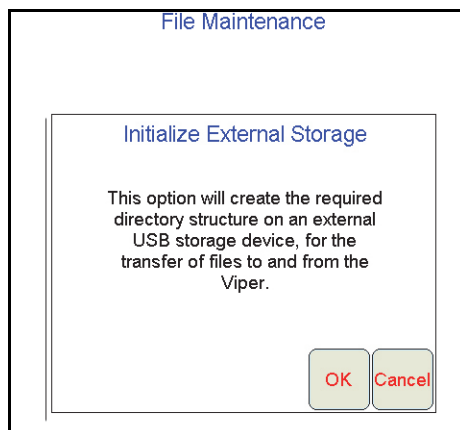 File Maintenance
Initialize External Storage
This option will create the required
directory structure on an external
USB storage device, for the
transfer of files to and from the
Viper.
OK Cancel